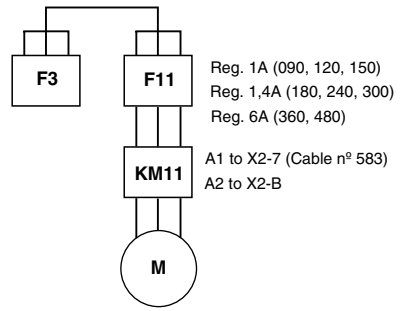 F3
F11
Reg. 1A (090, 120, 150)
Reg. 1,4A (180, 240, 300)
Reg. 6A (360, 480)
KM11
A1 to X2-7 (Cable nº 583)
A2 to X2-B
M